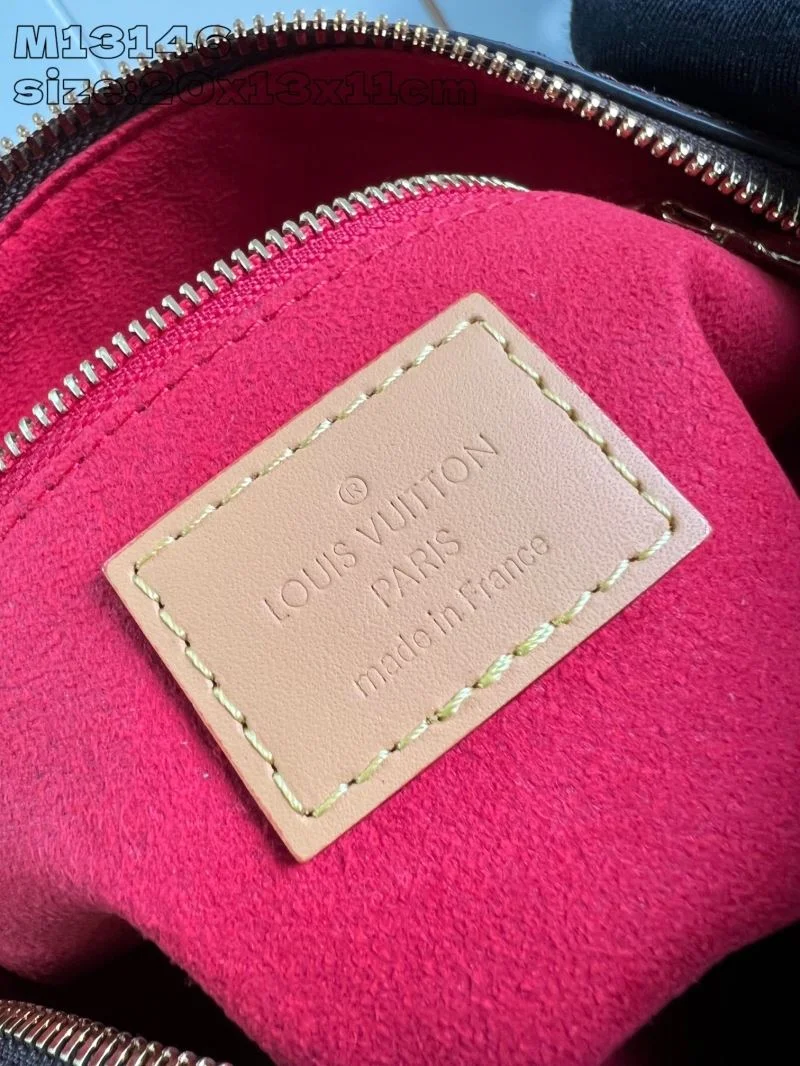 M13146
size:20x13x11cm
®
LOUIS VUITTON
PARIS
made in France